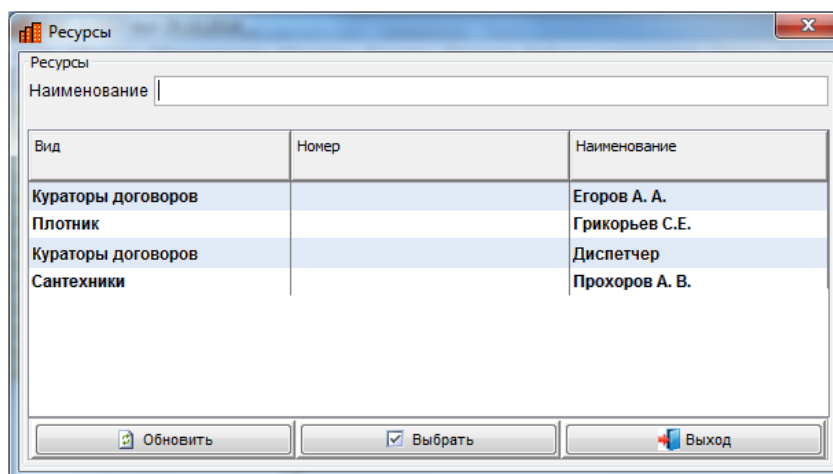 Ресурсы
Ресурсы
Наименование
Вид Номер Наименование
Кураторы договоров Егоров А. А.
Плотник Грикорьев С.Е.
Кураторы договоров Диспетчер
Сантехники Прохоров А. В.
Обновить Выбрать Выход